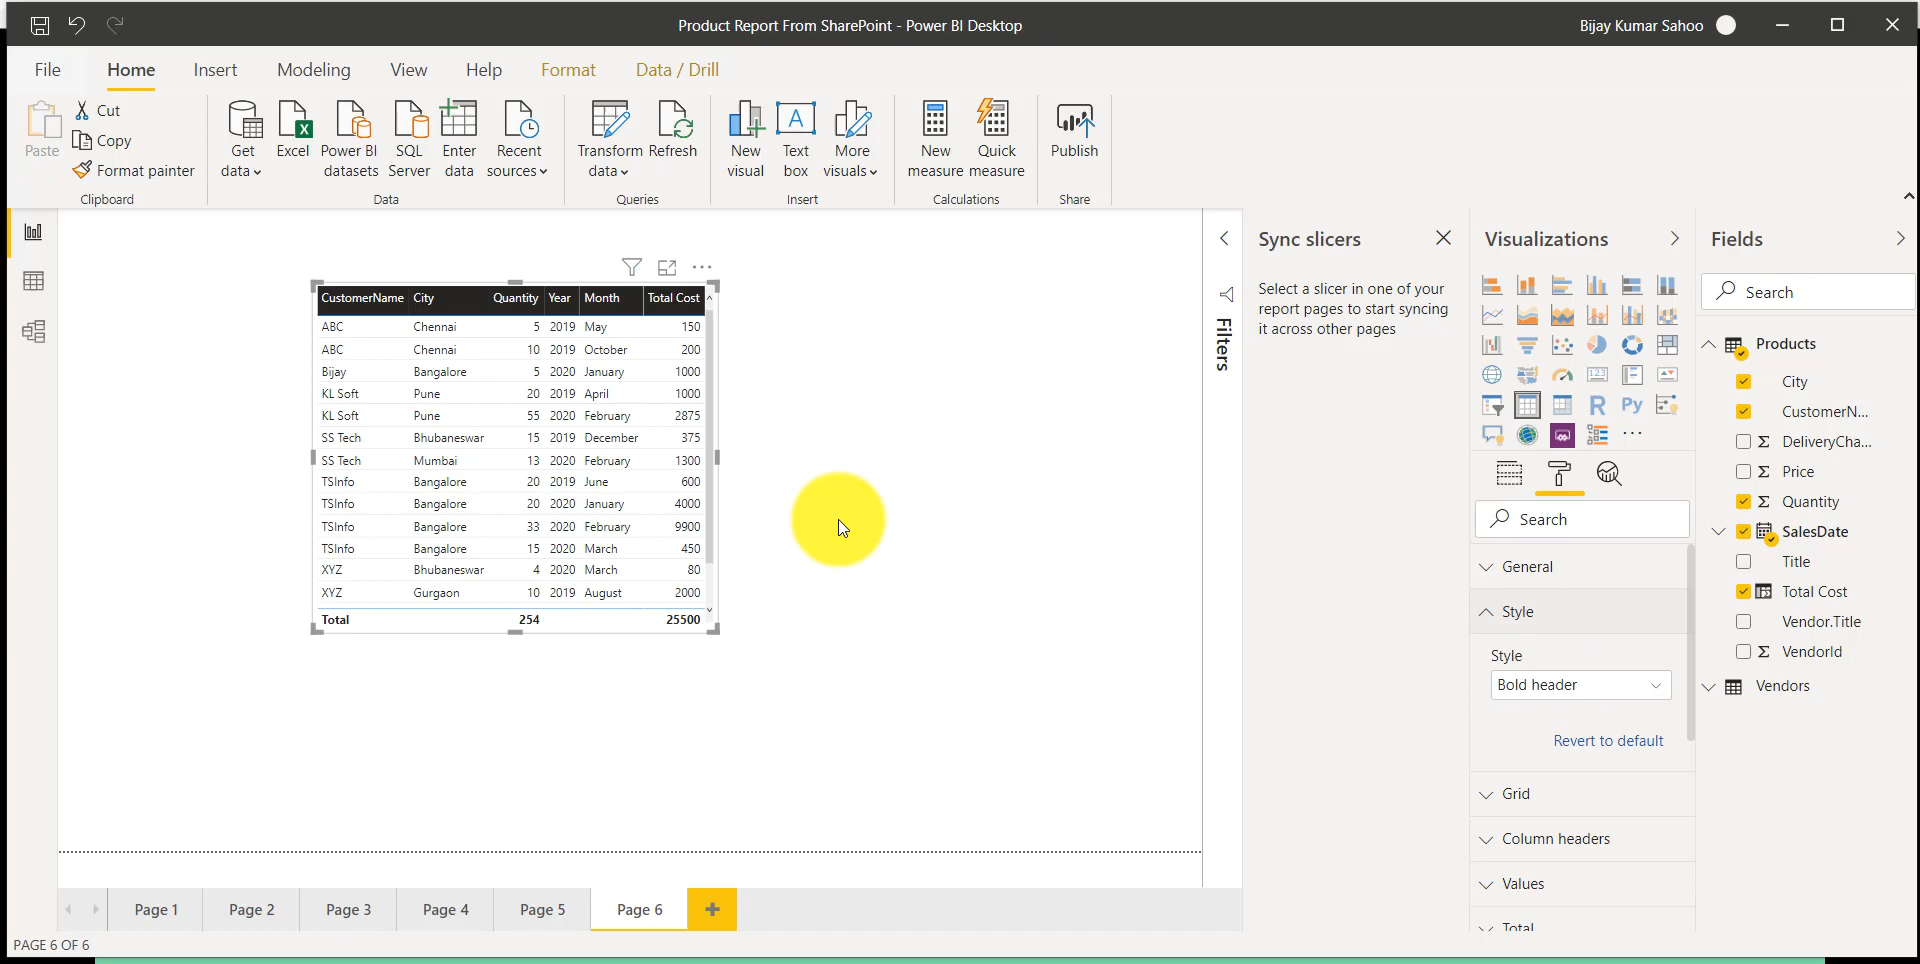 Product Report From SharePoint - Power BI Desktop
Bijay Kumar Sahoo
File Home Insert Modeling View Help Format Data / Drill
Paste
Cut
Copy
Format painter
Clipboard
Get data
Excel
Power BI datasets
SQL Server
Enter data
Recent sources
Data
Transform data
Refresh
Queries
New visual
Text box
More visuals
Insert
New measure
Quick measure
Calculations
Publish
Share
CustomerName City Quantity Year Month Total Cost
ABC Chennai 5 2019 May 150
ABC Chennai 10 2019 October 200
Bijay Bangalore 5 2020 January 1000
KL Soft Pune 20 2019 April 1000
KL Soft Pune 55 2020 February 2875
SS Tech Bhubaneswar 15 2019 December 375
SS Tech Mumbai 13 2020 February 1300
TSInfo Bangalore 20 2019 June 600
TSInfo Bangalore 20 2020 January 4000
TSInfo Bangalore 33 2020 February 9900
TSInfo Bangalore 15 2020 March 450
XYZ Bhubaneswar 4 2020 March 80
XYZ Gurgaon 10 2019 August 2000
Total 254 25500
Filters
Sync slicers
Select a slicer in one of your
report pages to start syncing
it across other pages
Visualizations
123
R
Py
Search
General
Style
Style
Bold header
Revert to default
Grid
Column headers
Values
Total
Fields
Search
Products
City
CustomerN...
DeliveryCha...
Price
Quantity
SalesDate
Title
Total Cost
Vendor.Title
VendorId
Vendors
Page 1 Page 2 Page 3 Page 4 Page 5 Page 6
PAGE 6 OF 6